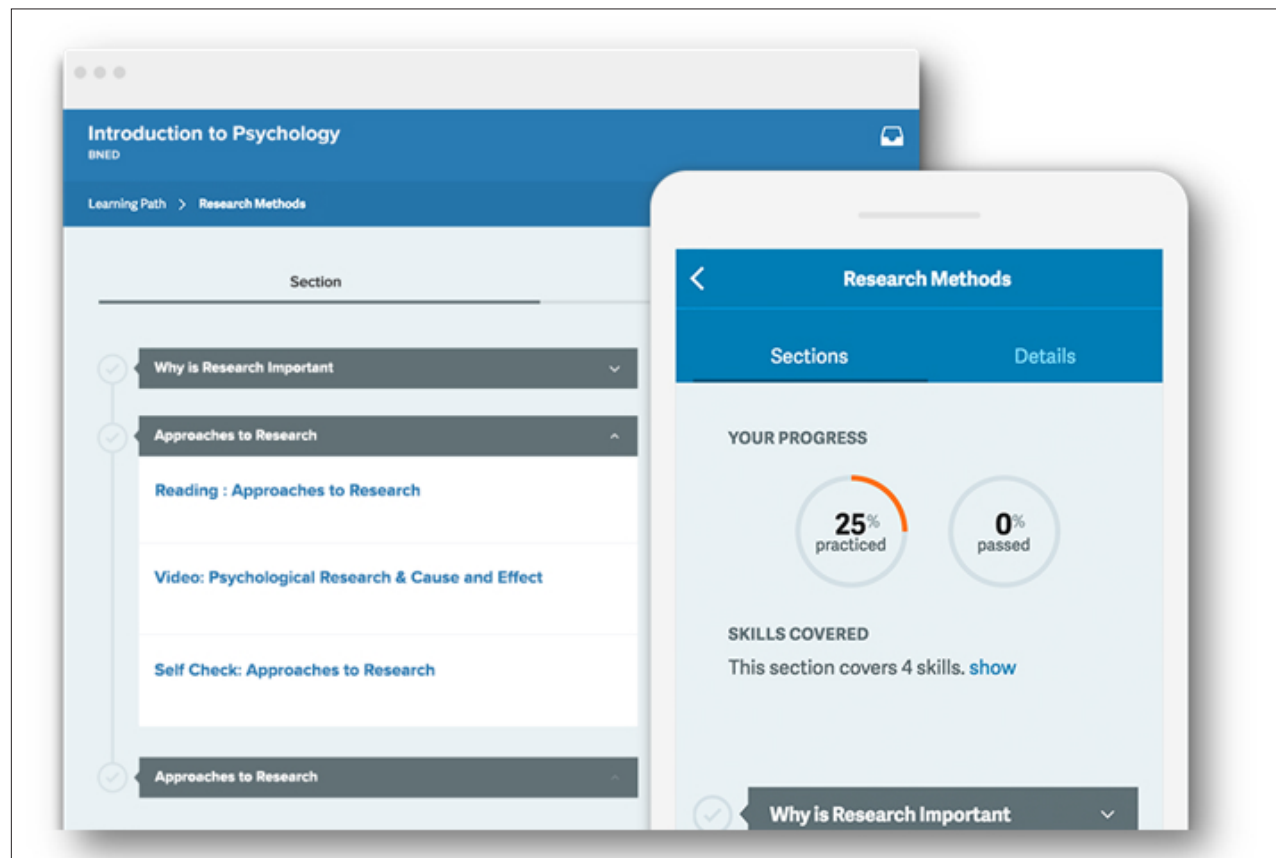 Introduction to Psychology
BNED
Learning Path > Research Methods
Section
Why is Research Important
Approaches to Research
Reading : Approaches to Research
Video: Psychological Research & Cause and Effect
Self Check: Approaches to Research
Approaches to Research
Research Methods
Sections Details
YOUR PROGRESS
25% practiced
0% passed
SKILLS COVERED
This section covers 4 skills. show
Why is Research Important